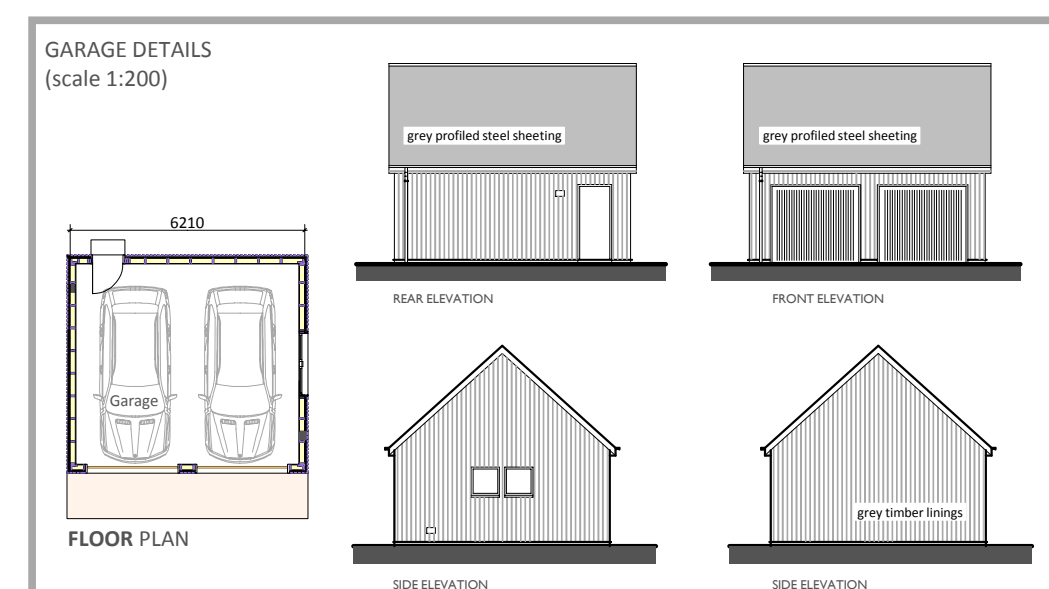 GARAGE DETAILS
(scale 1:200)
grey profiled steel sheeting
grey profiled steel sheeting
REAR ELEVATION
FRONT ELEVATION
6210
Garage
FLOOR PLAN
grey timber linings
SIDE ELEVATION
SIDE ELEVATION